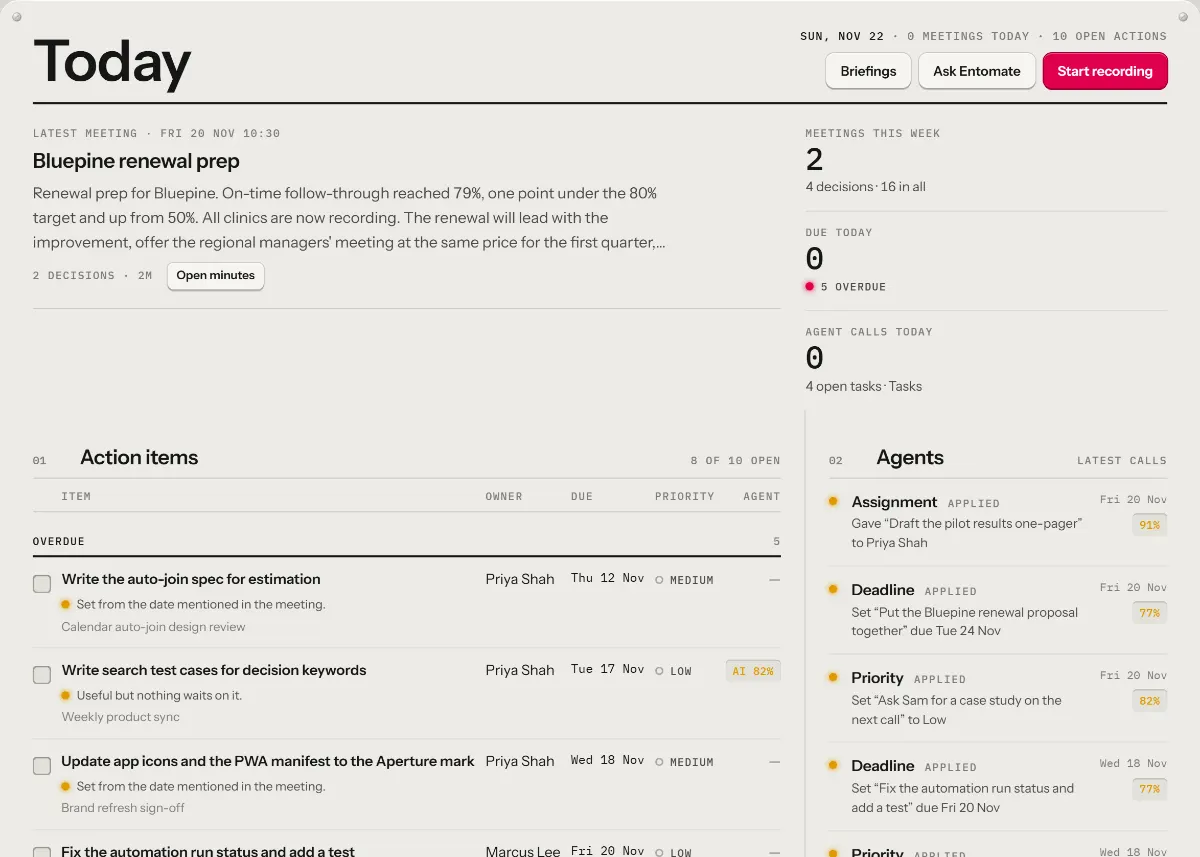 Today
SUN, NOV 22 · 0 MEETINGS TODAY · 10 OPEN ACTIONS
Briefings
Ask Entomate
Start recording
LATEST MEETING · FRI 20 NOV 10:30
Bluepine renewal prep
Renewal prep for Bluepine. On-time follow-through reached 79%, one point under the 80%
target and up from 50%. All clinics are now recording. The renewal will lead with the
improvement, offer the regional managers' meeting at the same price for the first quarter,...
2 DECISIONS · 2M
Open minutes
MEETINGS THIS WEEK
2
4 decisions · 16 in all
DUE TODAY
0
5 OVERDUE
AGENT CALLS TODAY
0
4 open tasks · Tasks
01 Action items 8 OF 10 OPEN
ITEM OWNER DUE PRIORITY AGENT
OVERDUE 5
Write the auto-join spec for estimation Priya Shah Thu 12 Nov MEDIUM —
Set from the date mentioned in the meeting.
Calendar auto-join design review
Write search test cases for decision keywords Priya Shah Tue 17 Nov LOW AI 82%
Useful but nothing waits on it.
Weekly product sync
Update app icons and the PWA manifest to the Aperture mark Priya Shah Wed 18 Nov MEDIUM —
Set from the date mentioned in the meeting.
Brand refresh sign-off
Fix the automation run status and add a test Marcus Lee Fri 20 Nov LOW —
02 Agents LATEST CALLS
Assignment APPLIED Fri 20 Nov
Gave “Draft the pilot results one-pager” 91%
to Priya Shah
Deadline APPLIED Fri 20 Nov
Set “Put the Bluepine renewal proposal 77%
together” due Tue 24 Nov
Priority APPLIED Fri 20 Nov
Set “Ask Sam for a case study on the 82%
next call” to Low
Deadline APPLIED Wed 18 Nov
Set “Fix the automation run status and 77%
add a test” due Fri 20 Nov
Priority APPLIED Wed 18 Nov